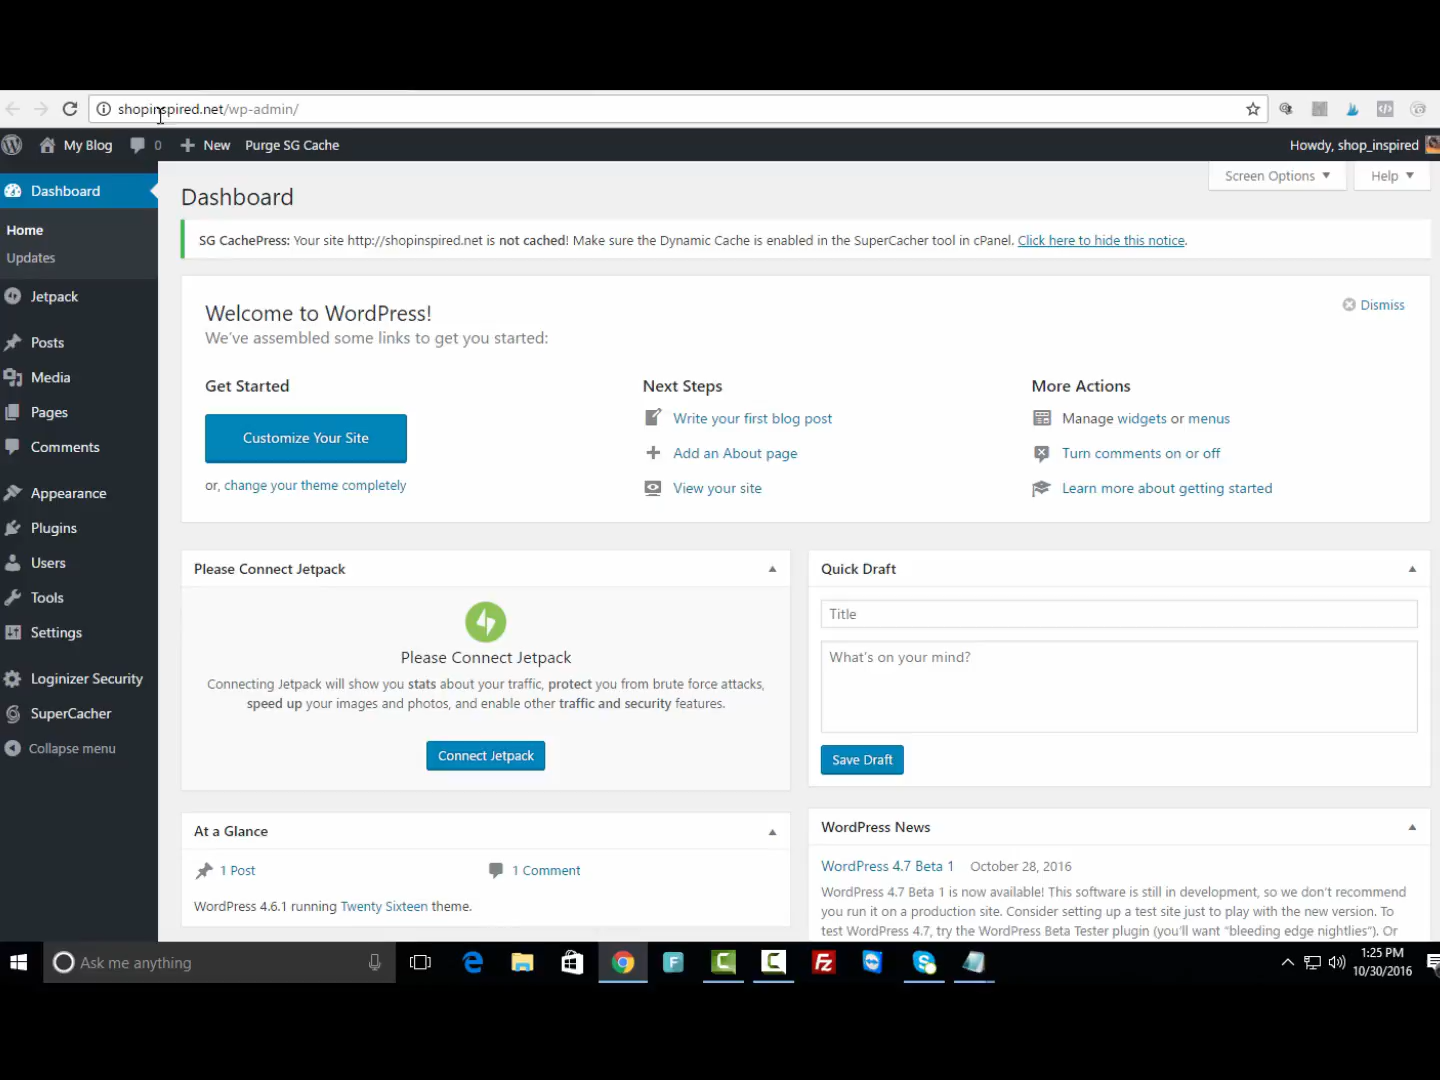 shopinspired.net/wp-admin/
My Blog 0 New Purge SG Cache Howdy, shop_inspired
Screen Options Help
Dashboard
Home
Updates
Jetpack
Posts
Media
Pages
Comments
Appearance
Plugins
Users
Tools
Settings
Loginizer Security
SuperCacher
Collapse menu
Dashboard
SG CachePress: Your site http://shopinspired.net is not cached! Make sure the Dynamic Cache is enabled in the SuperCacher tool in cPanel. Click here to hide this notice.
Welcome to WordPress!
We've assembled some links to get you started:
Dismiss
Get Started
Customize Your Site
or, change your theme completely
Next Steps
Write your first blog post
Add an About page
View your site
More Actions
Manage widgets or menus
Turn comments on or off
Learn more about getting started
Please Connect Jetpack
Please Connect Jetpack
Connecting Jetpack will show you stats about your traffic, protect you from brute force attacks,
speed up your images and photos, and enable other traffic and security features.
Connect Jetpack
At a Glance
1 Post 1 Comment
WordPress 4.6.1 running Twenty Sixteen theme.
Quick Draft
Title
What's on your mind?
Save Draft
WordPress News
WordPress 4.7 Beta 1 October 28, 2016
WordPress 4.7 Beta 1 is now available! This software is still in development, so we don't recommend
you run it on a production site. Consider setting up a test site just to play with the new version. To
test WordPress 4.7, try the WordPress Beta Tester plugin (you'll want "bleeding edge nightlies"). Or
Ask me anything
1:25 PM
10/30/2016